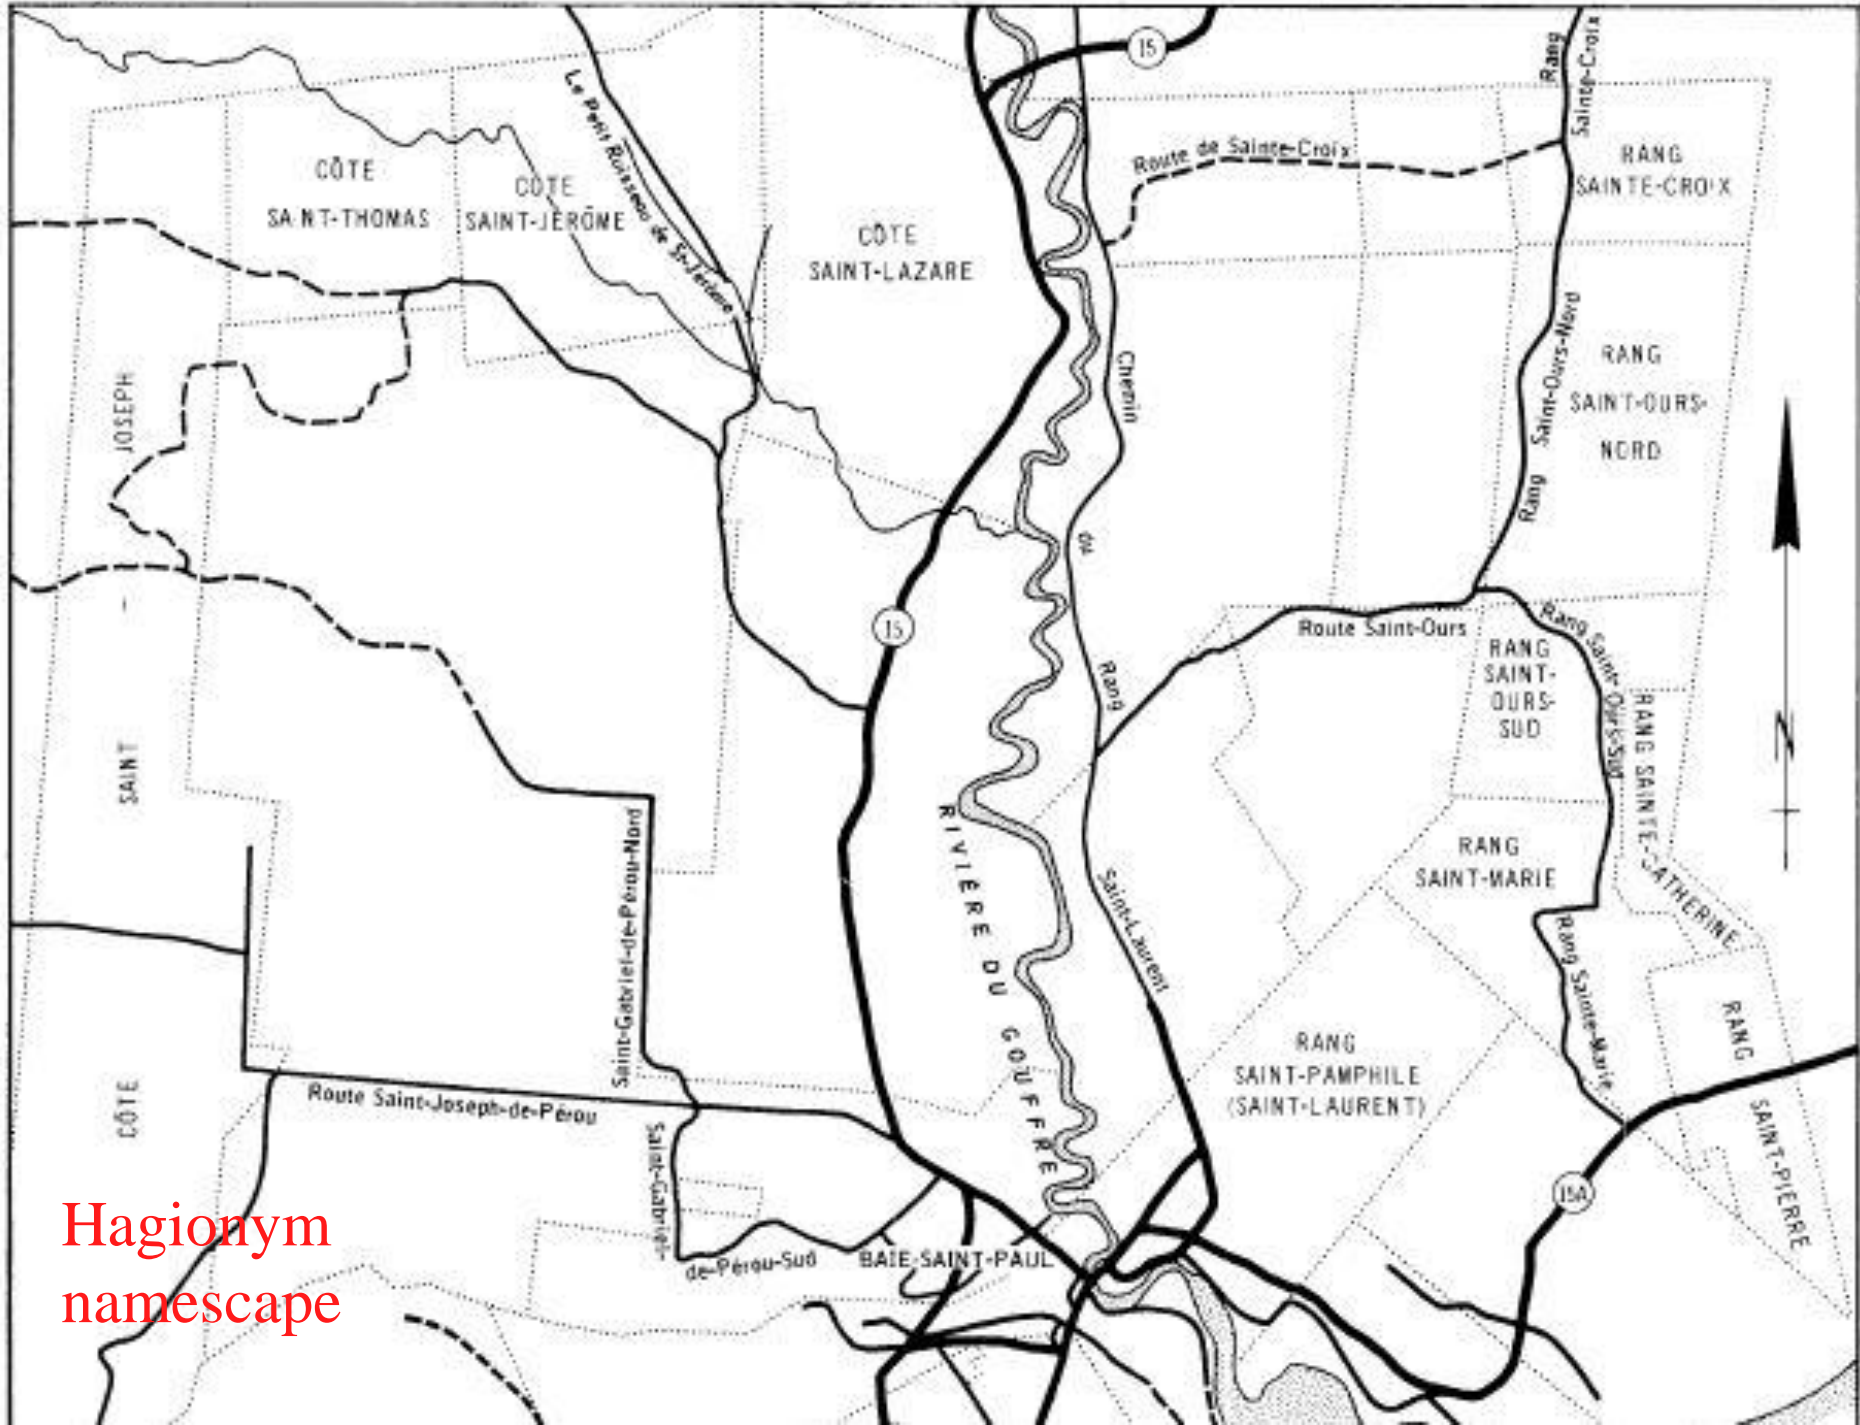 15
Rang
Sainte-Croix
Le Petit Ruisseau de St-Jérôme
CÔTE
SAINT-THOMAS
CÔTE
SAINT-JÉRÔME
CÔTE
SAINT-LAZARE
Route de Sainte-Croix
RANG
SAINTE-CROIX
Rang Saint-Ours-Nord
RANG
SAINT-OURS-
NORD
Chemin du Rang Saint-Laurent
CÔTE SAINT - JOSEPH
15
Route Saint-Ours
Rang Saint-Ours-Sud
RANG
SAINT-
OURS-
SUD
RANG SAINTE-CATHERINE
N
RANG
SAINT-MARIE
Rang Sainte-Marie
RIVIÈRE DU GOUFFRE
Saint-Gabriel-de-Pérou-Nord
RANG
SAINT-PAMPHILE
(SAINT-LAURENT)
RANG SAINT-PIERRE
Route Saint-Joseph-de-Pérou
Saint-Gabriel-
de-Pérou-Sud
15A
BAIE-SAINT-PAUL
Hagionym
namescape